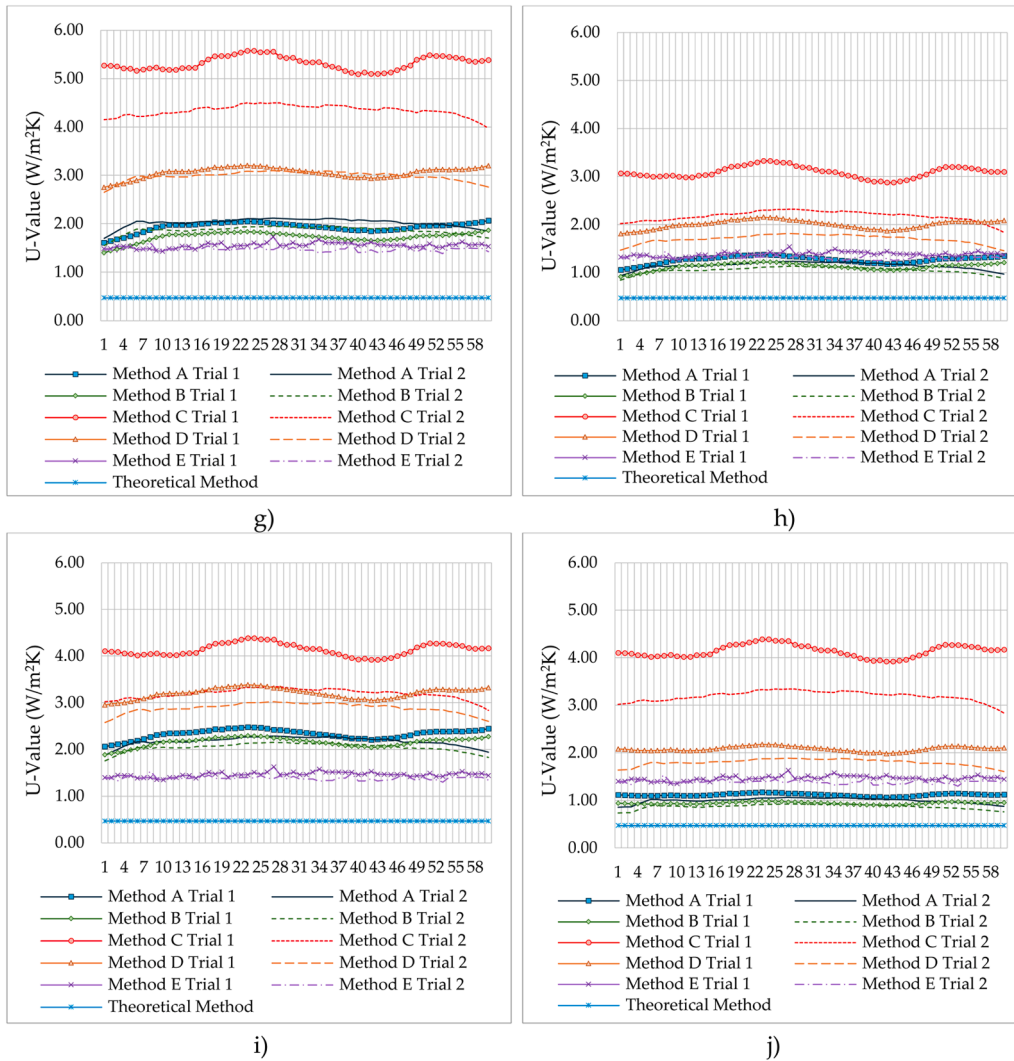 6.00
5.00
4.00
3.00
2.00
1.00
0.00
U-Value (W/m²K)
1 4 7 10 13 16 19 22 25 28 31 34 37 40 43 46 49 52 55 58
Method A Trial 1 Method A Trial 2
Method B Trial 1 Method B Trial 2
Method C Trial 1 Method C Trial 2
Method D Trial 1 Method D Trial 2
Method E Trial 1 Method E Trial 2
Theoretical Method
g)
6.00
5.00
4.00
3.00
2.00
1.00
0.00
U-Value (W/m²K)
1 4 7 10 13 16 19 22 25 28 31 34 37 40 43 46 49 52 55 58
Method A Trial 1 Method A Trial 2
Method B Trial 1 Method B Trial 2
Method C Trial 1 Method C Trial 2
Method D Trial 1 Method D Trial 2
Method E Trial 1 Method E Trial 2
Theoretical Method
h)
6.00
5.00
4.00
3.00
2.00
1.00
0.00
U-Value (W/m²K)
1 4 7 10 13 16 19 22 25 28 31 34 37 40 43 46 49 52 55 58
Method A Trial 1 Method A Trial 2
Method B Trial 1 Method B Trial 2
Method C Trial 1 Method C Trial 2
Method D Trial 1 Method D Trial 2
Method E Trial 1 Method E Trial 2
Theoretical Method
i)
6.00
5.00
4.00
3.00
2.00
1.00
0.00
U-Value (W/m²K)
1 4 7 10 13 16 19 22 25 28 31 34 37 40 43 46 49 52 55 58
Method A Trial 1 Method A Trial 2
Method B Trial 1 Method B Trial 2
Method C Trial 1 Method C Trial 2
Method D Trial 1 Method D Trial 2
Method E Trial 1 Method E Trial 2
Theoretical Method
j)